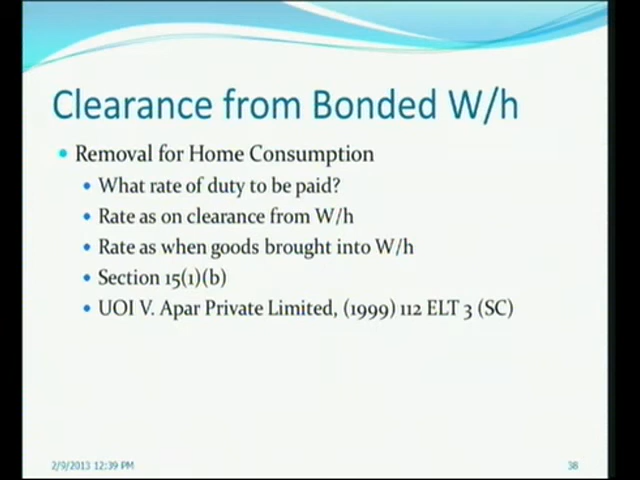 Clearance from Bonded W/h
Removal for Home Consumption
What rate of duty to be paid?
Rate as on clearance from W/h
Rate as when goods brought into W/h
Section 15(1)(b)
UOI V. Apar Private Limited, (1999) 112 ELT 3 (SC)
2/9/2013 12:39 PM
38